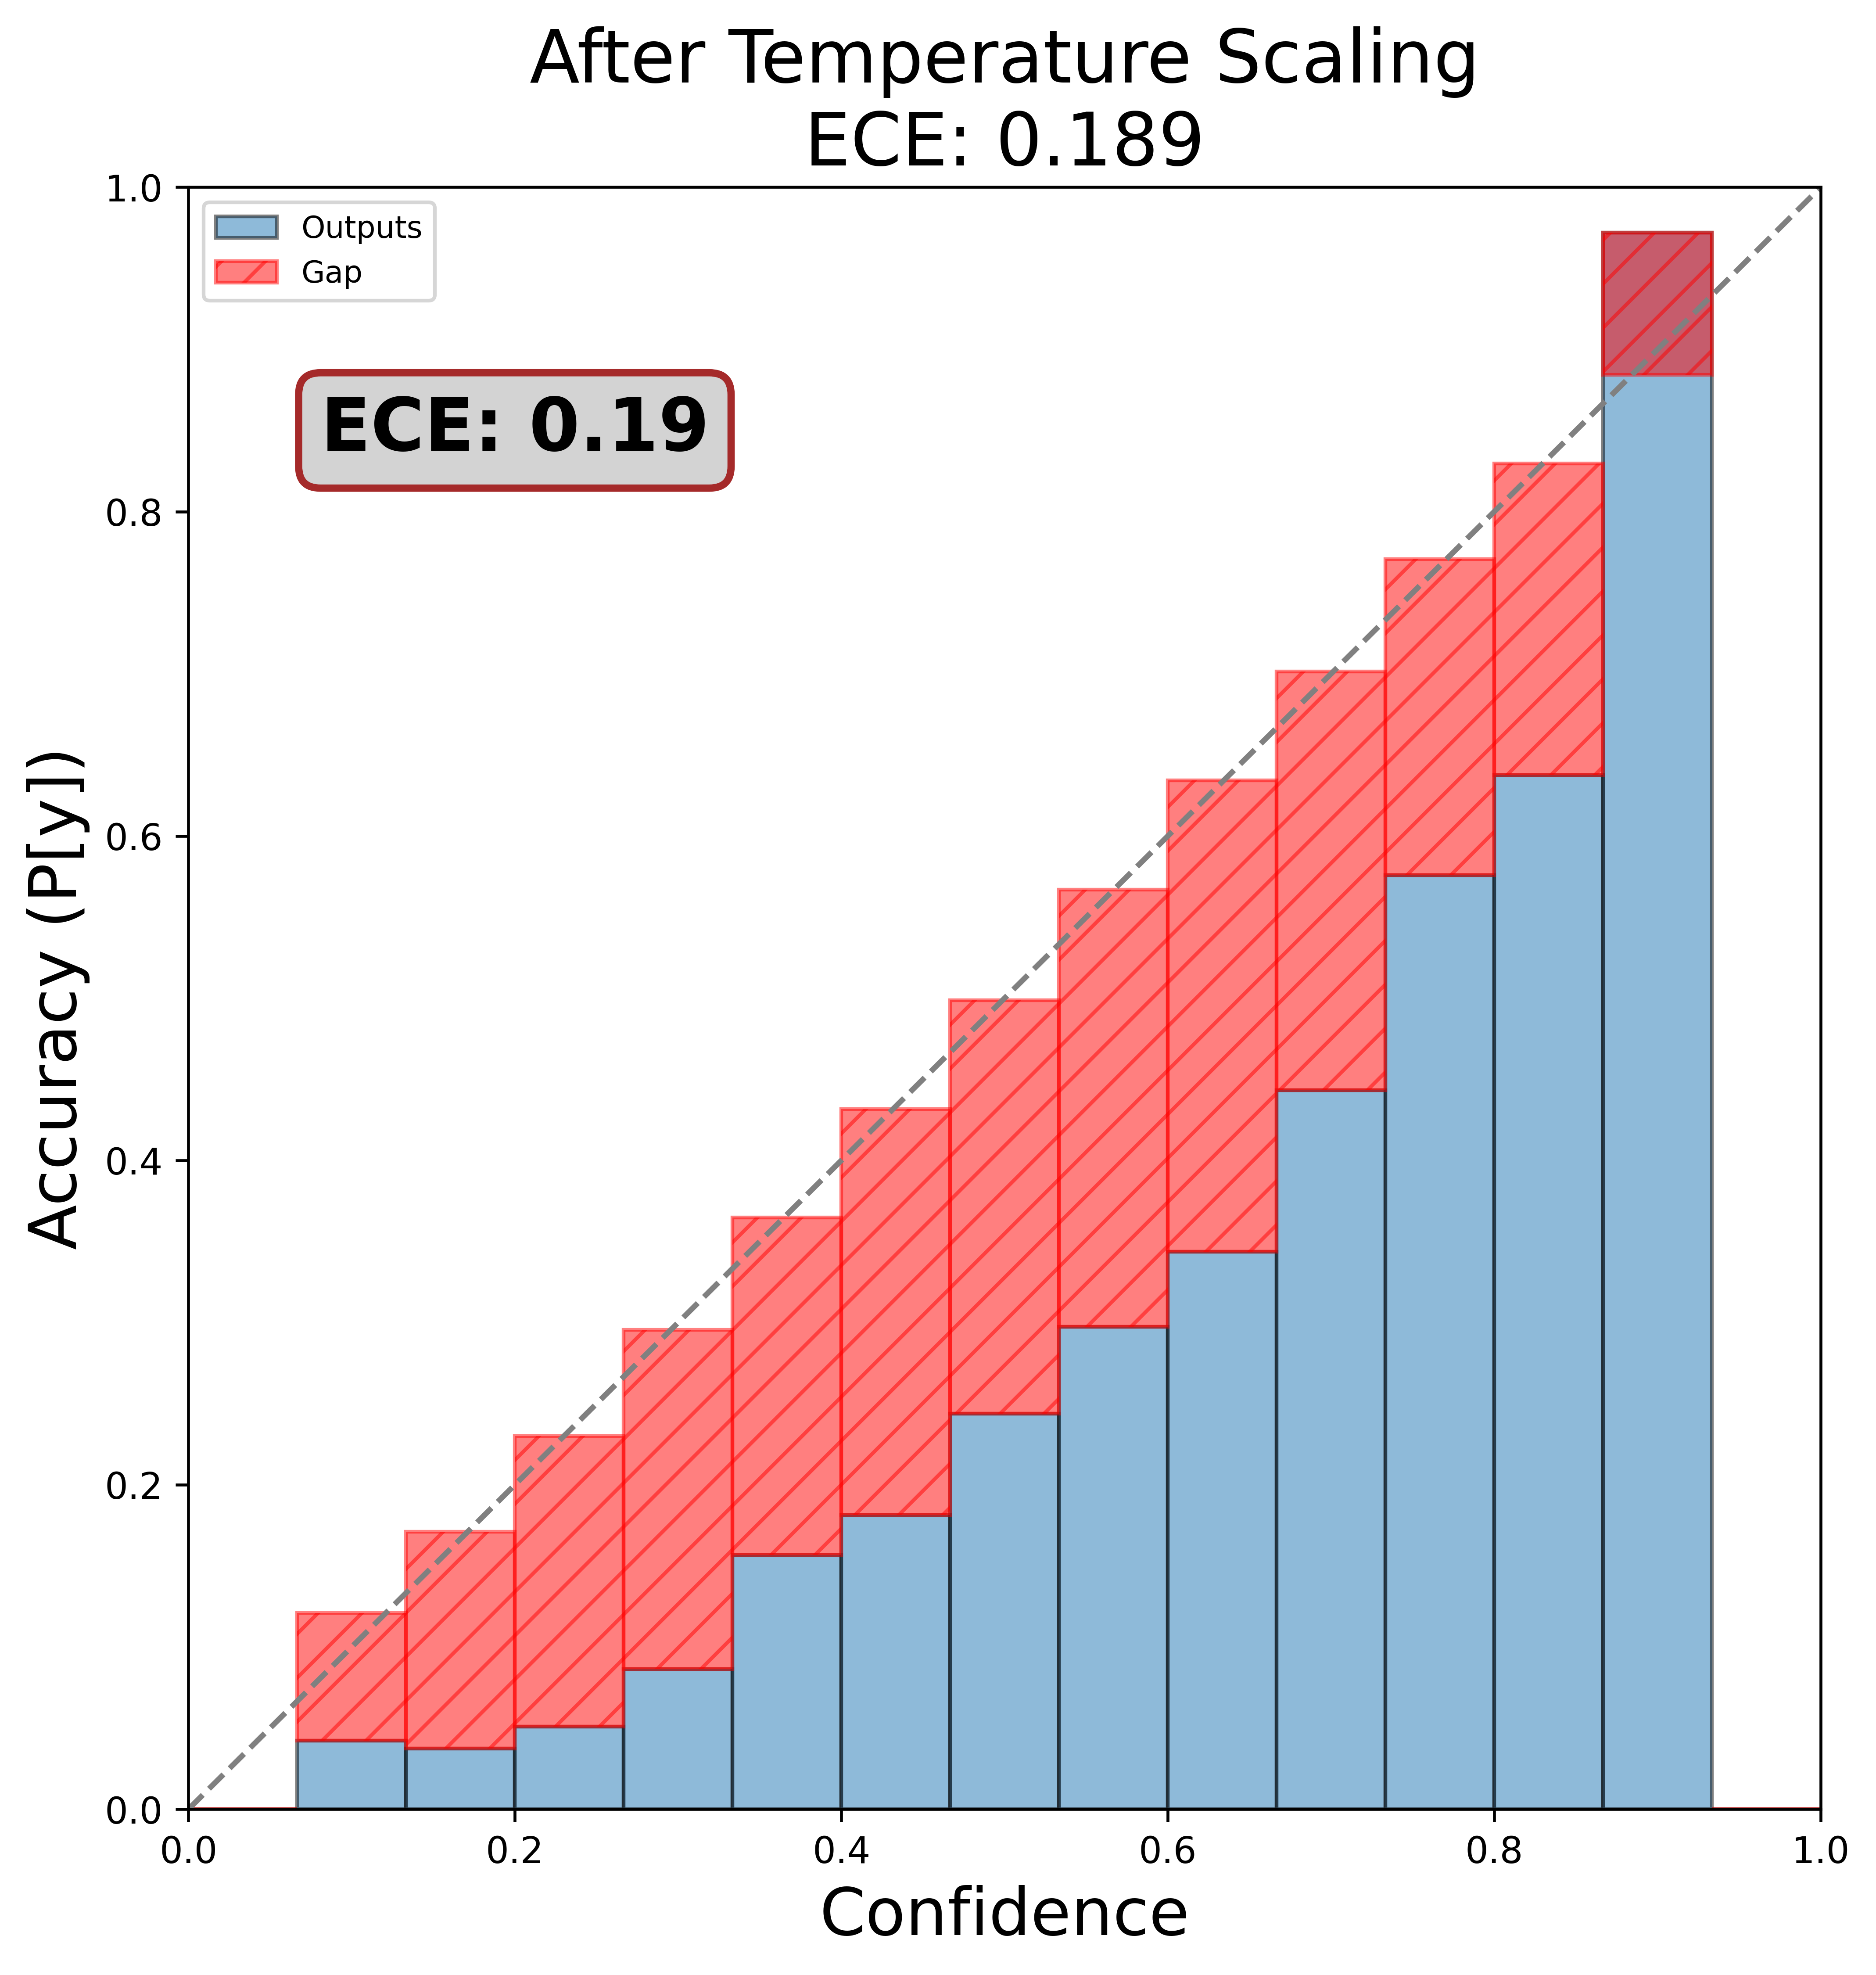 After Temperature Scaling
ECE: 0.189
1.0
Outputs
Gap
ECE: 0.19
0.8
0.6
0.4
0.2
0.0
Accuracy (P[y])
0.0 0.2 0.4 0.6 0.8 1.0
Confidence